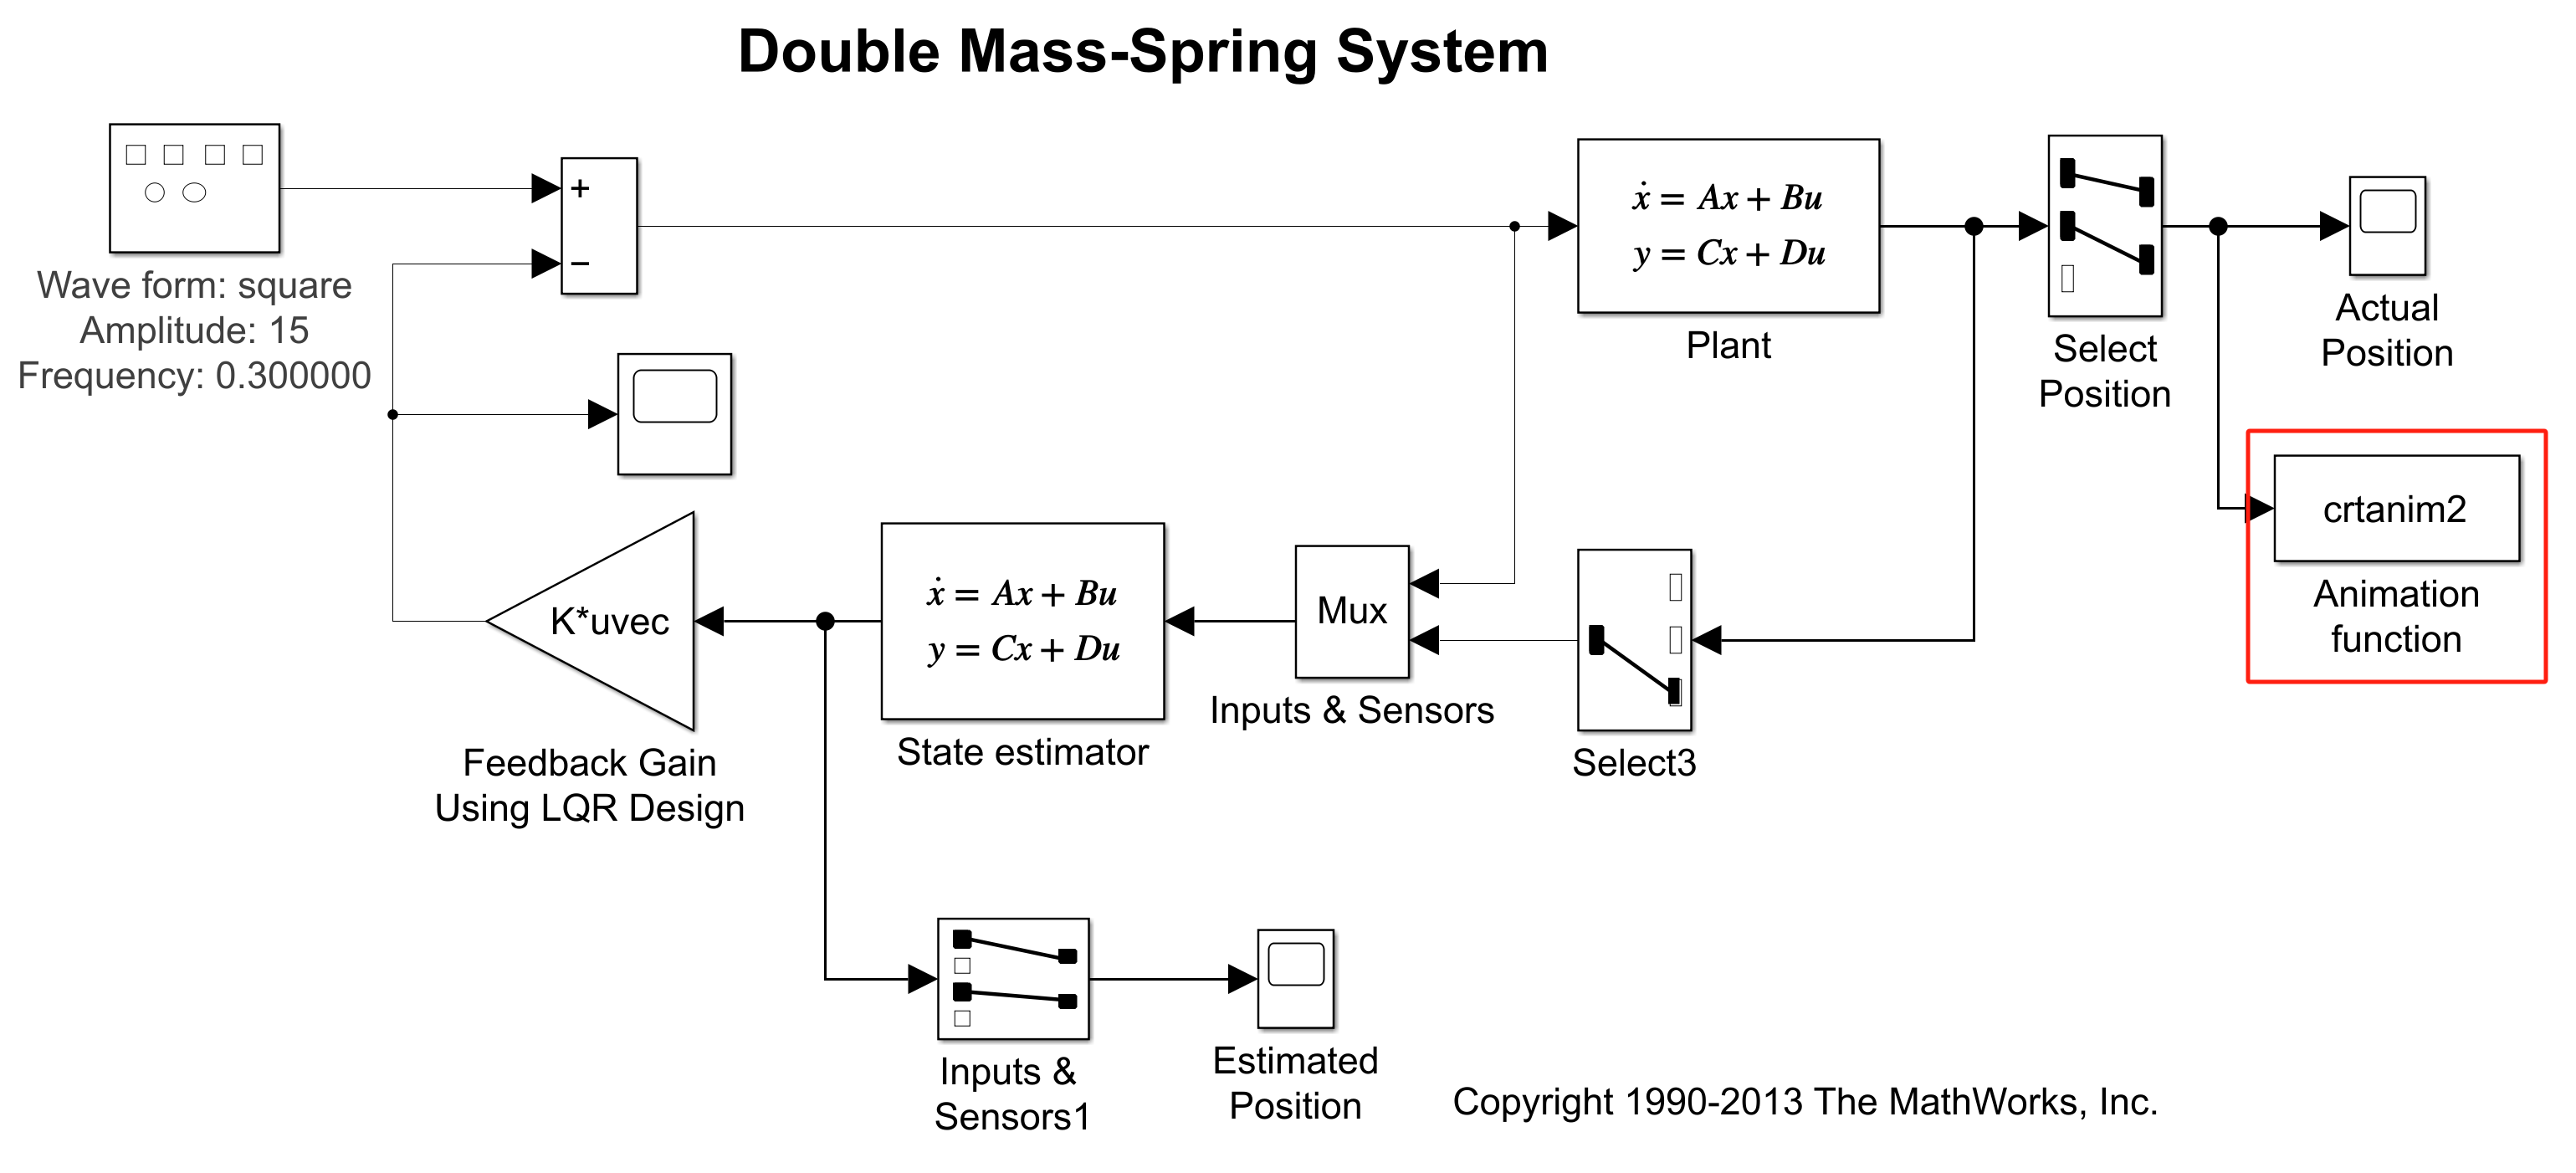 Double Mass-Spring System
+
−
Wave form: square
Amplitude: 15
Frequency: 0.300000
ẋ = Ax + Bu
y = Cx + Du
Plant
Select
Position
Actual
Position
crtanim2
Animation
function
K*uvec
Feedback Gain
Using LQR Design
ẋ = Ax + Bu
y = Cx + Du
State estimator
Mux
Inputs & Sensors
Select3
Inputs &
Sensors1
Estimated
Position
Copyright 1990-2013 The MathWorks, Inc.